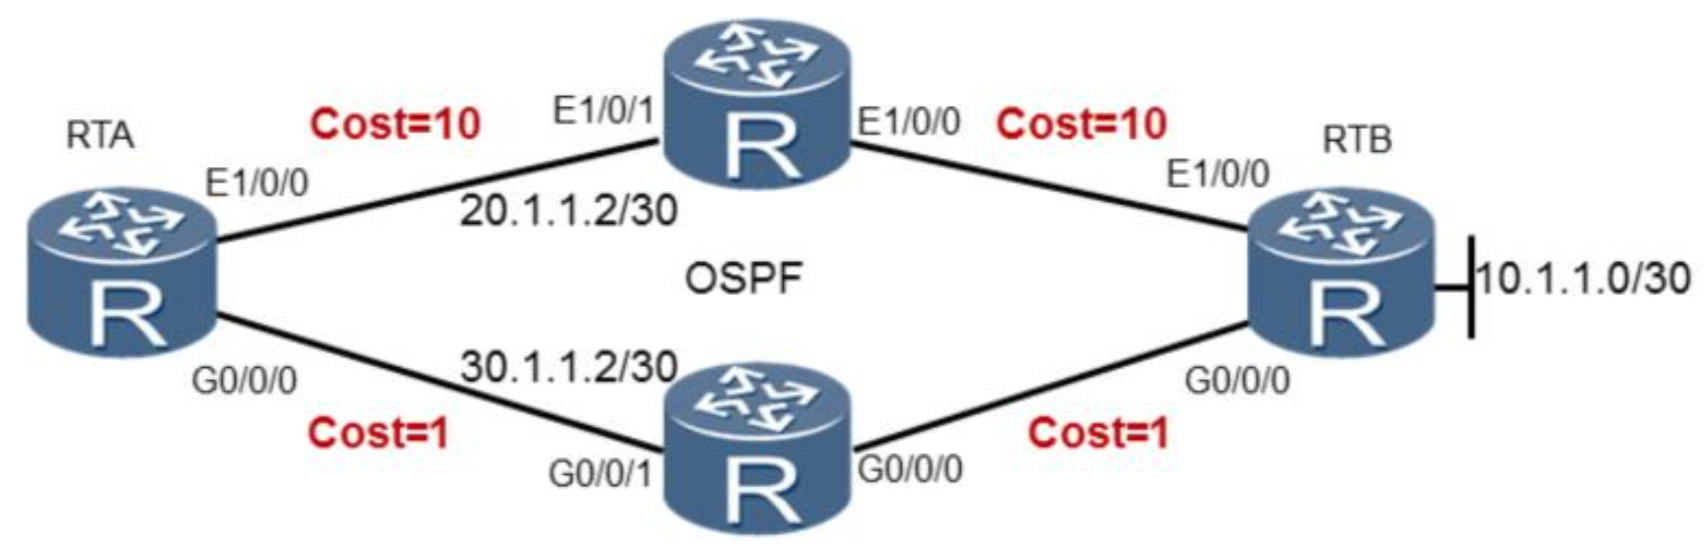 R
E1/0/1
E1/0/0
Cost=10
Cost=10
RTA
RTB
E1/0/0
E1/0/0
20.1.1.2/30
R
R
OSPF
10.1.1.0/30
30.1.1.2/30
G0/0/0
G0/0/0
Cost=1
Cost=1
G0/0/1
G0/0/0
R